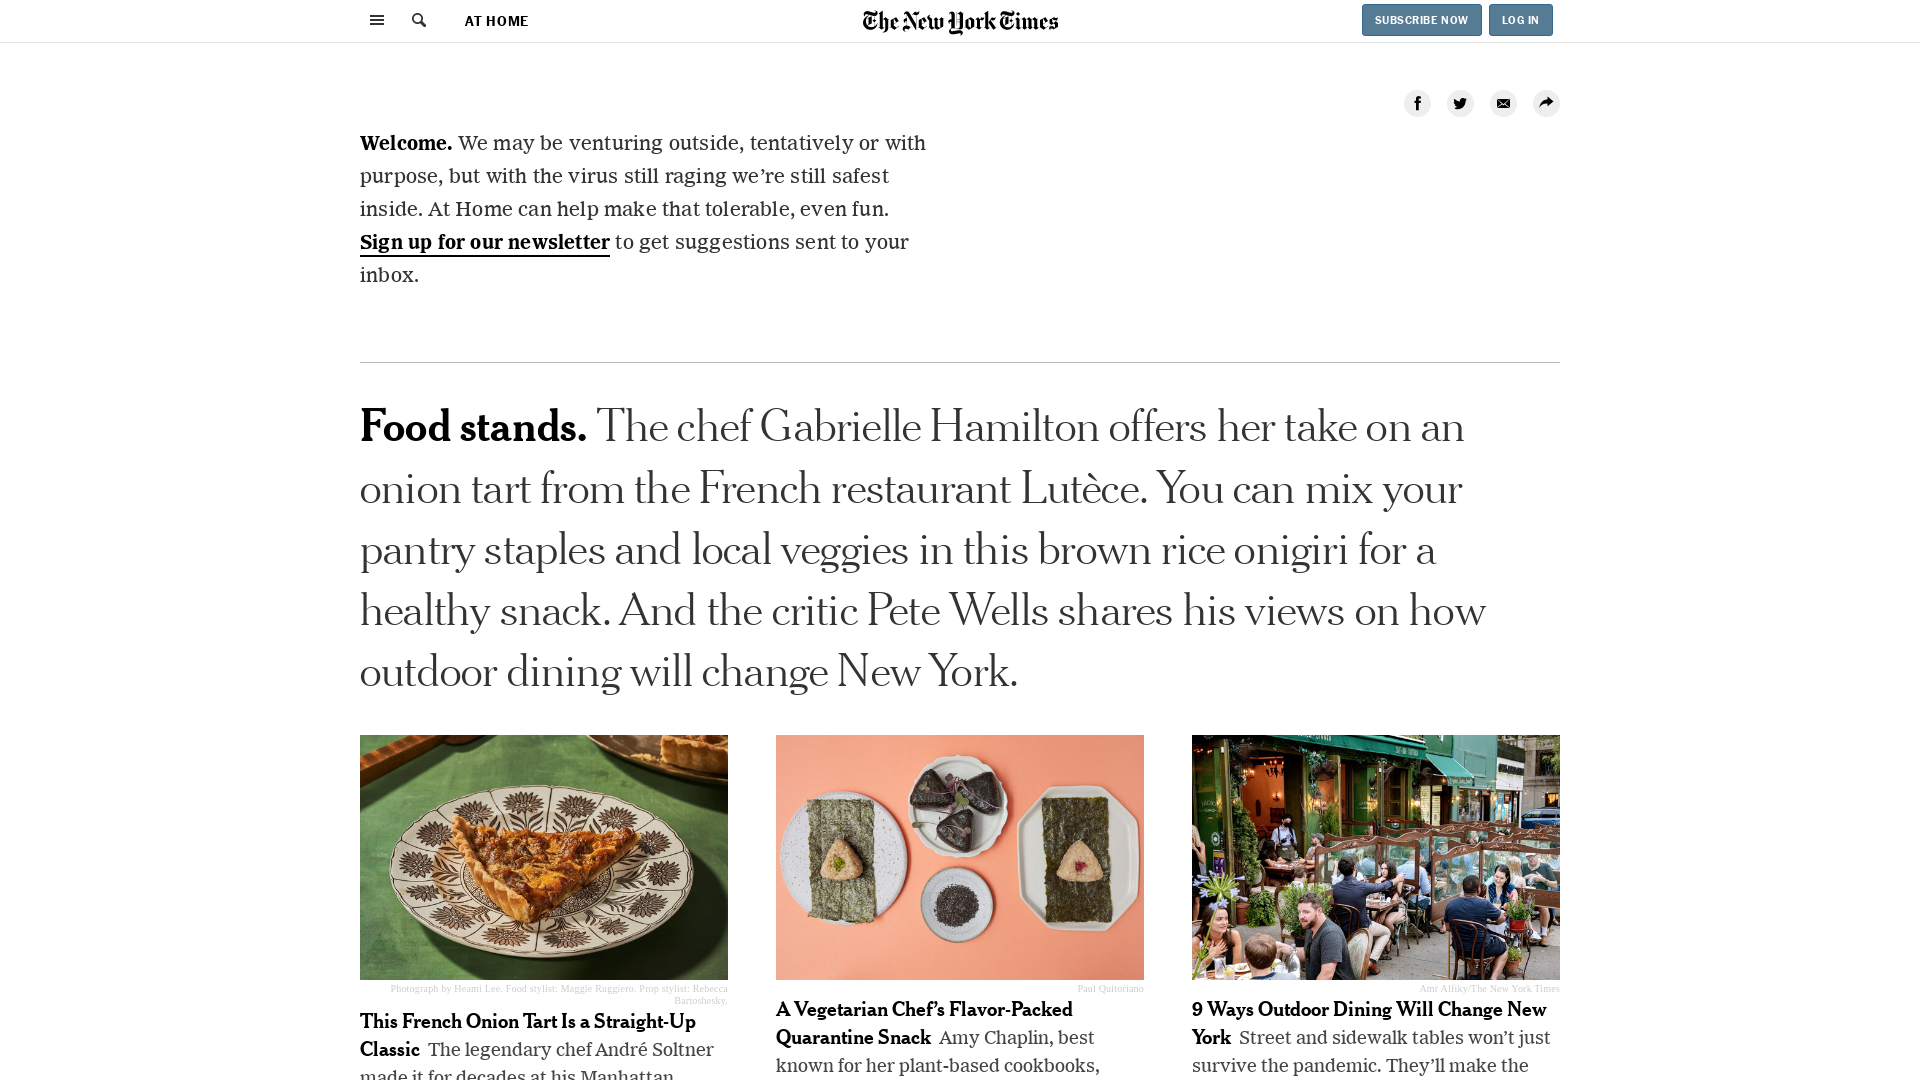 AT HOME
The New York Times
SUBSCRIBE NOW
LOG IN
Welcome. We may be venturing outside, tentatively or with
purpose, but with the virus still raging we’re still safest
inside. At Home can help make that tolerable, even fun.
Sign up for our newsletter to get suggestions sent to your
inbox.
Food stands. The chef Gabrielle Hamilton offers her take on an
onion tart from the French restaurant Lutèce. You can mix your
pantry staples and local veggies in this brown rice onigiri for a
healthy snack. And the critic Pete Wells shares his views on how
outdoor dining will change New York.
Photograph by Heami Lee. Food stylist: Maggie Ruggiero. Prop stylist: Rebecca
Bartoshesky.
This French Onion Tart Is a Straight-Up
Classic The legendary chef André Soltner
made it for decades at his Manhattan
Paul Quitoriano
A Vegetarian Chef’s Flavor-Packed
Quarantine Snack Amy Chaplin, best
known for her plant-based cookbooks,
Amr Alfiky/The New York Times
9 Ways Outdoor Dining Will Change New
York Street and sidewalk tables won’t just
survive the pandemic. They’ll make the